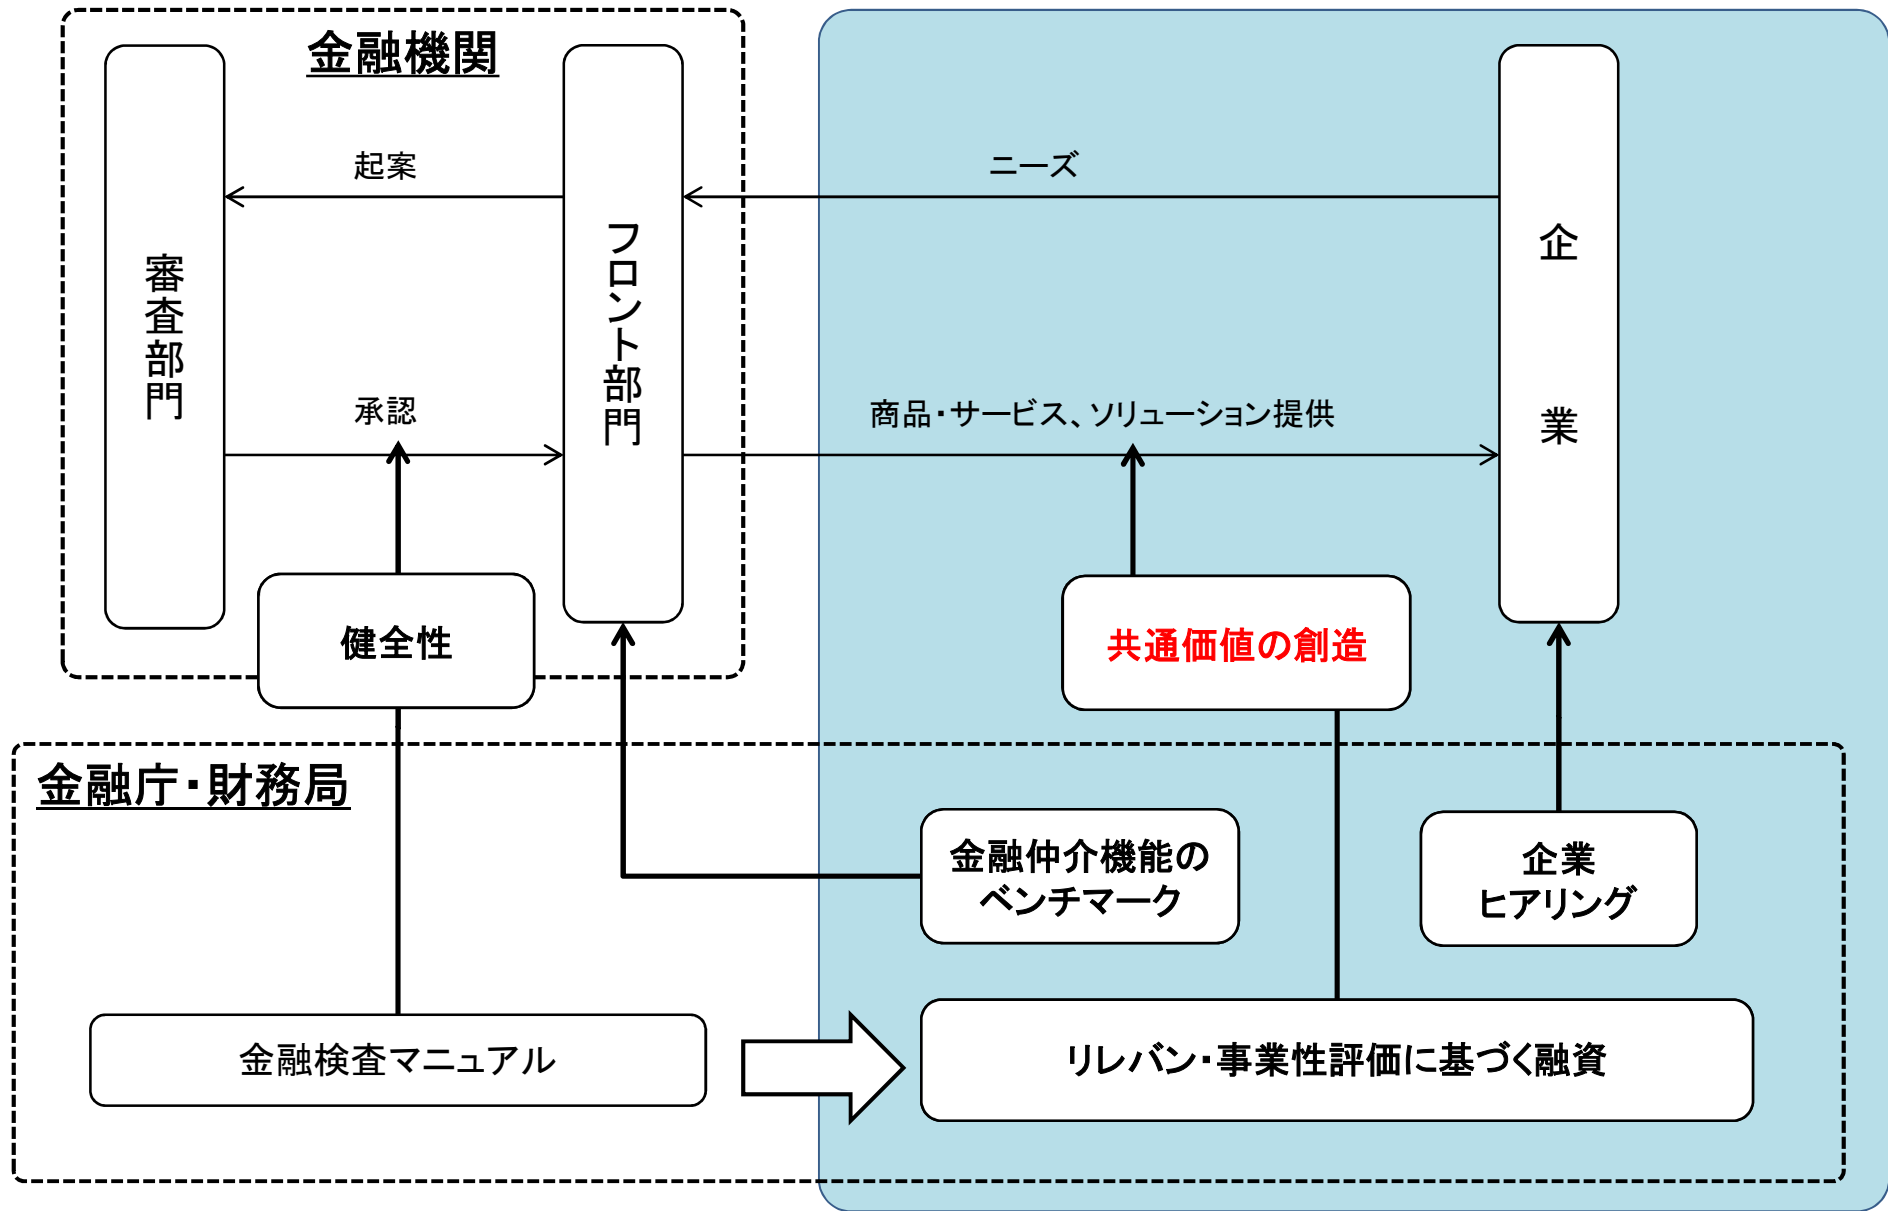 金融機関
審査部門
起案
承認
フロント部門
ニーズ
商品・サービス、ソリューション提供
企業
健全性
共通価値の創造
金融庁・財務局
金融仲介機能の
ベンチマーク
企業
ヒアリング
金融検査マニュアル
リレバン・事業性評価に基づく融資